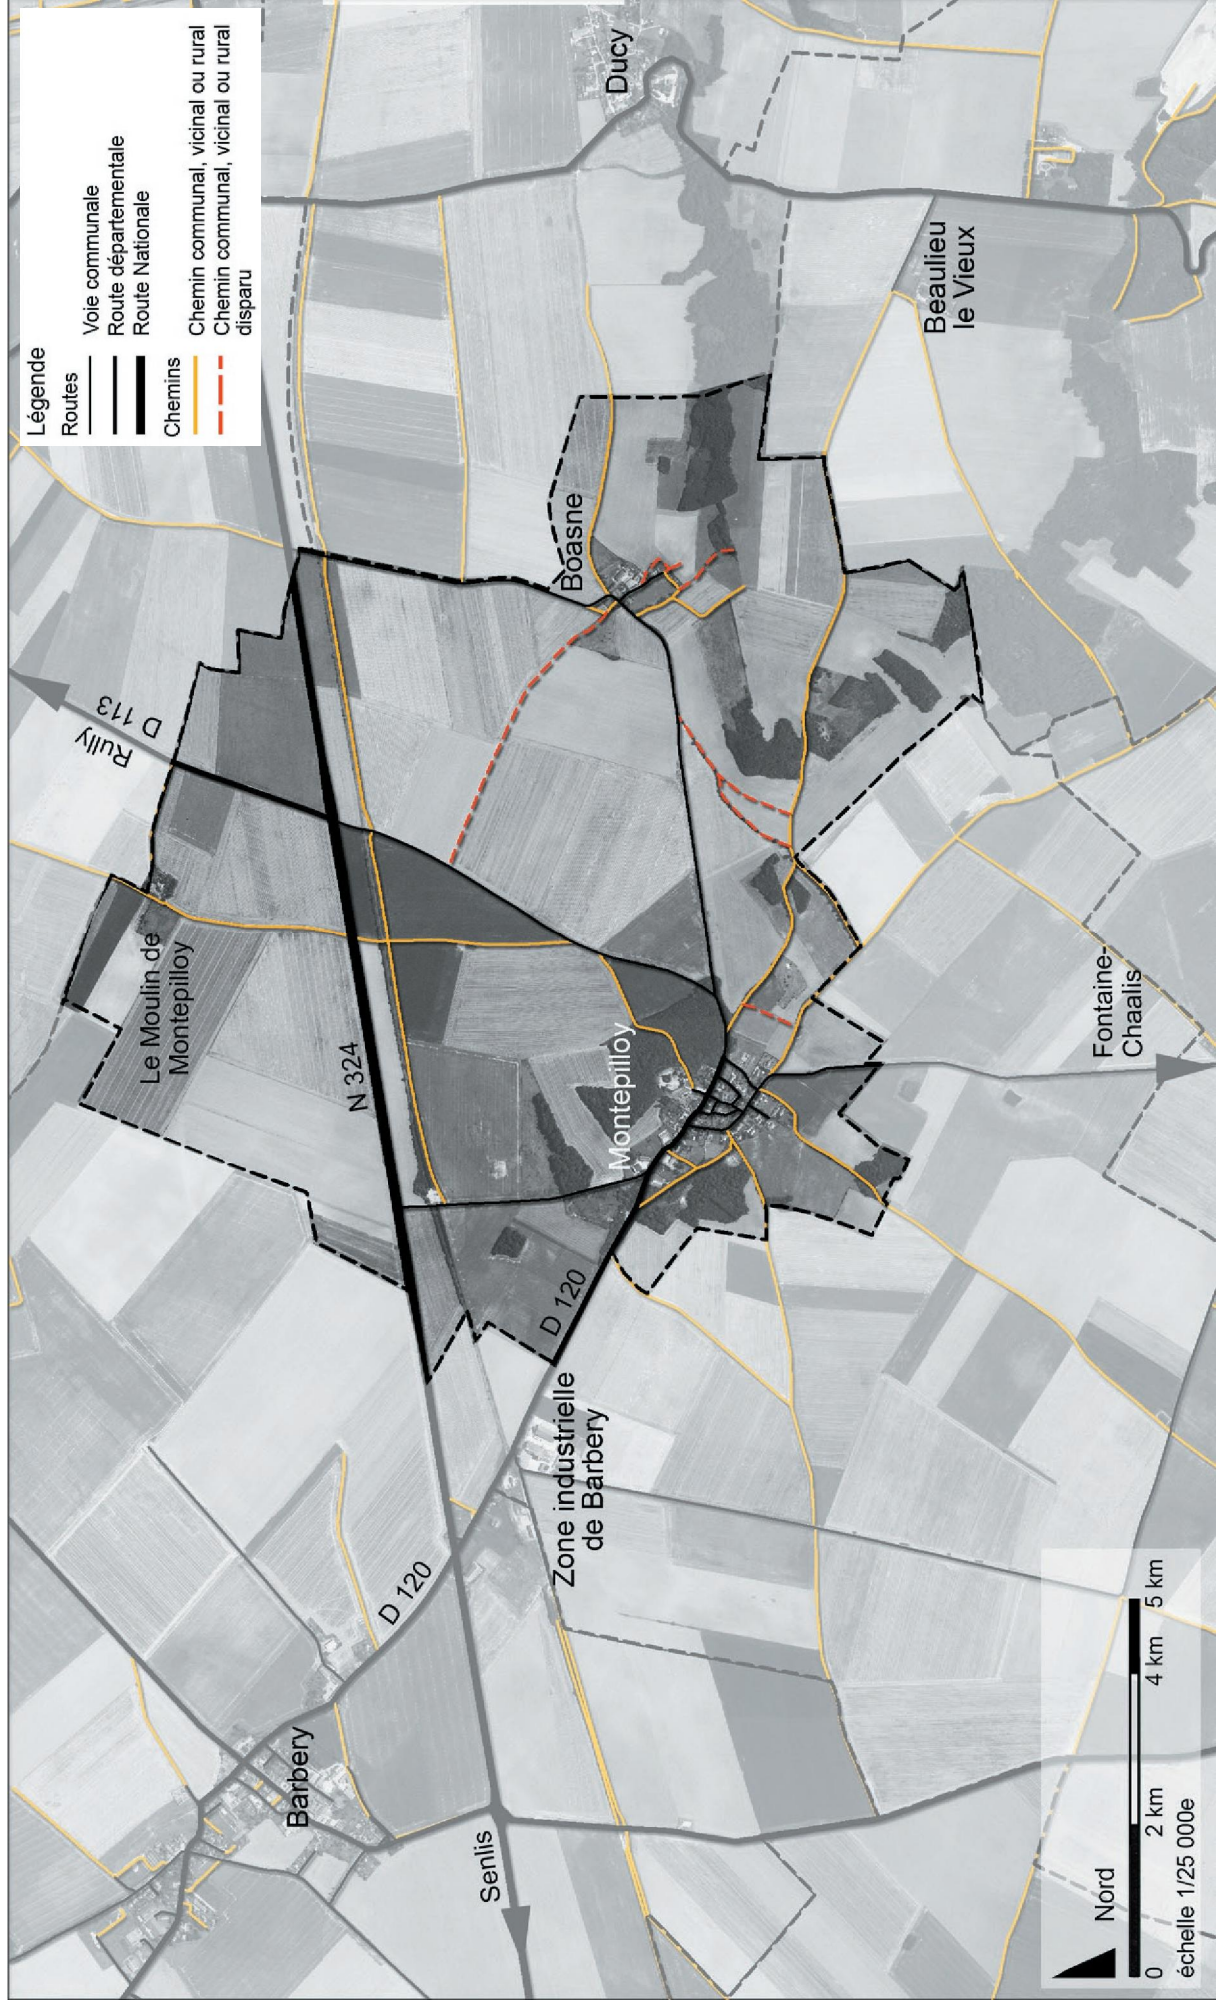 Légende
Routes
Voie communale
Route départementale
Route Nationale
Chemins
Chemin communal, vicinal ou rural
Chemin communal, vicinal ou rural
disparu
Ducy
Beaulieu
le Vieux
Boasne
D 113
Rully
Le Moulin de
Montepilloy
N 324
Montepilloy
Fontaine-
Chaalis
D 120
Zone industrielle
de Barbery
D 120
Barbery
Senlis
Nord
0
2 km
4 km
5 km
échelle 1/25 000e